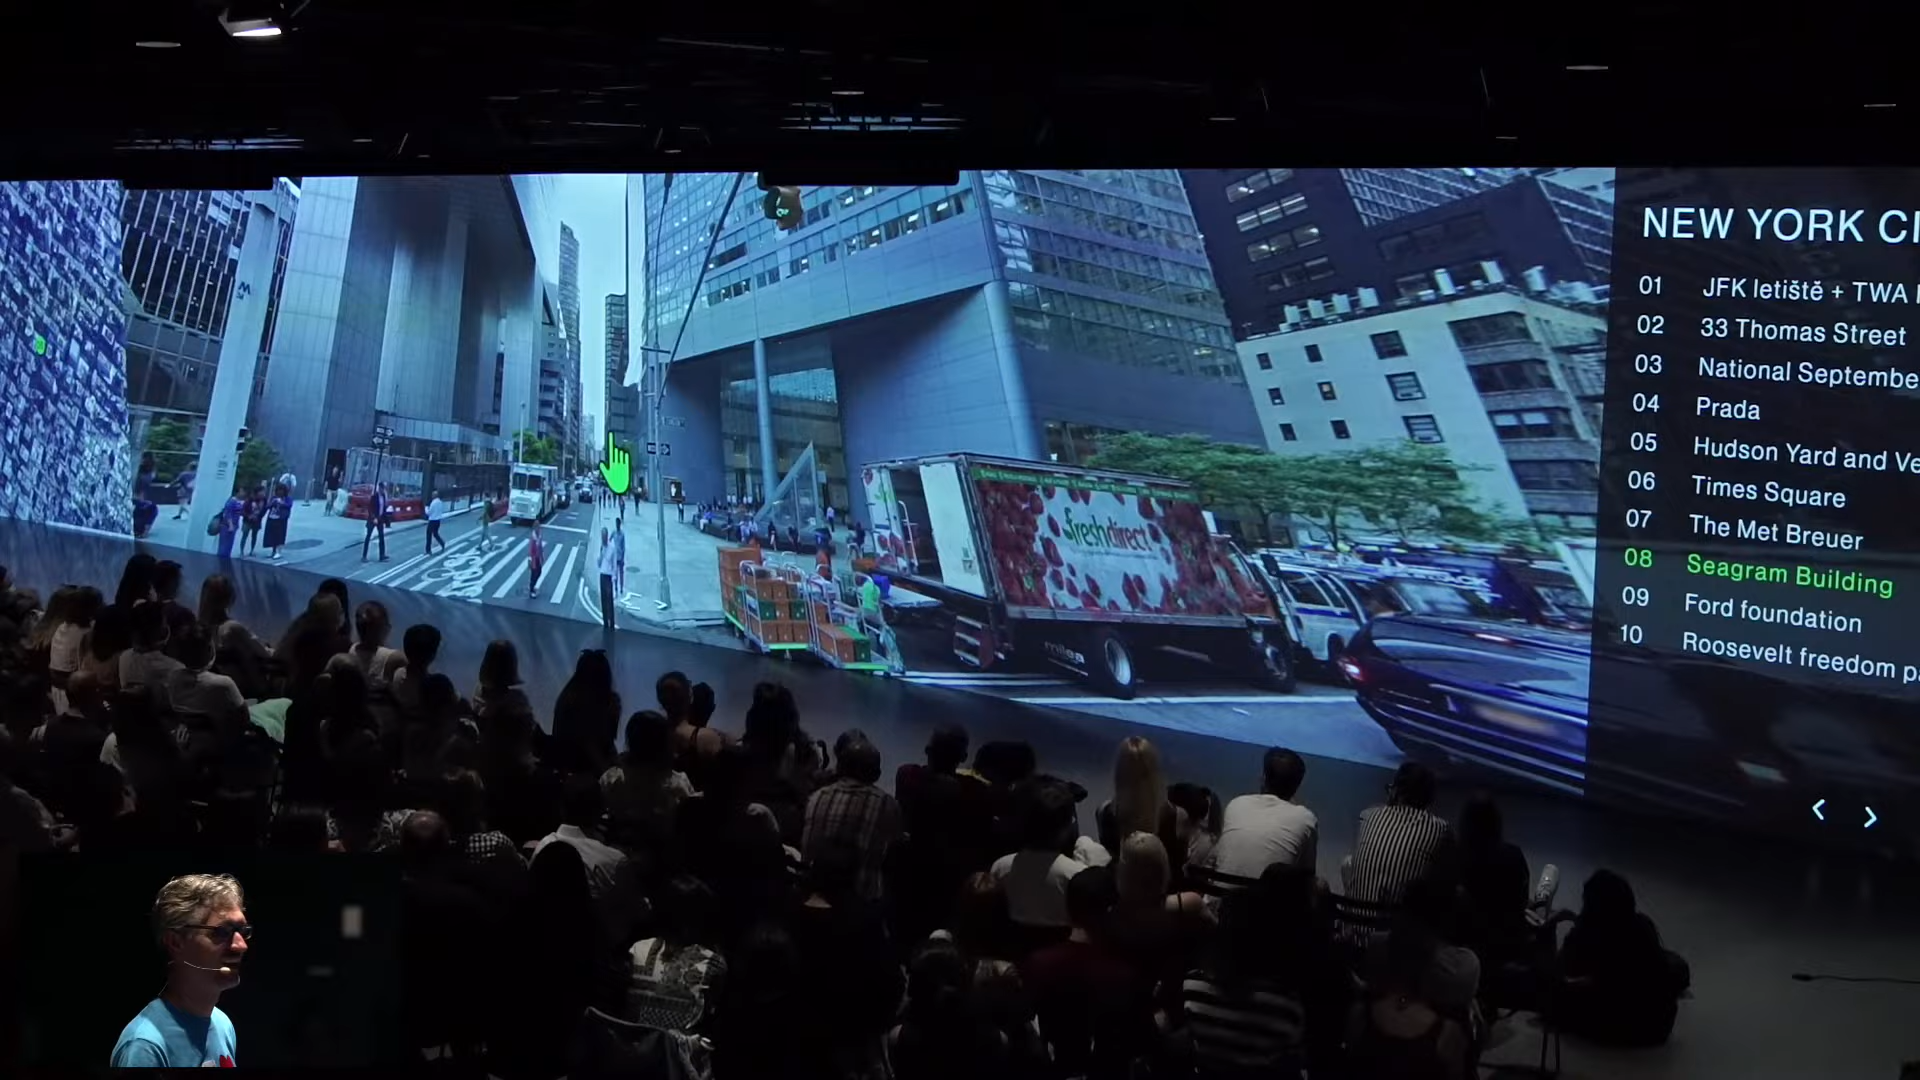 NEW YORK CI
01 JFK letiště + TWA
02 33 Thomas Street
03 National Septembe
04 Prada
05 Hudson Yard and Ve
06 Times Square
07 The Met Breuer
08 Seagram Building
09 Ford foundation
10 Roosevelt freedom p
freshdirect